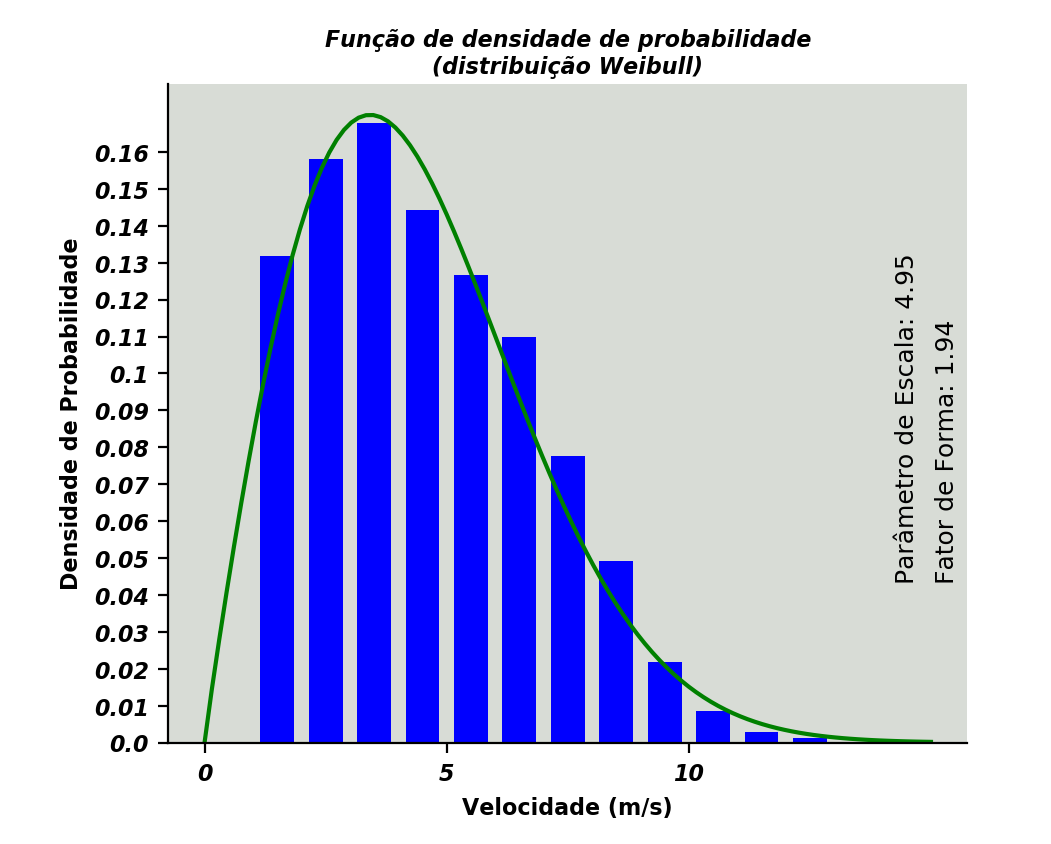 Função de densidade de probabilidade
(distribuição Weibull)
Densidade de Probabilidade
0.16
0.15
0.14
0.13
0.12
0.11
0.1
0.09
0.08
0.07
0.06
0.05
0.04
0.03
0.02
0.01
0.0
Parâmetro de Escala: 4.95
Fator de Forma: 1.94
0 5 10
Velocidade (m/s)